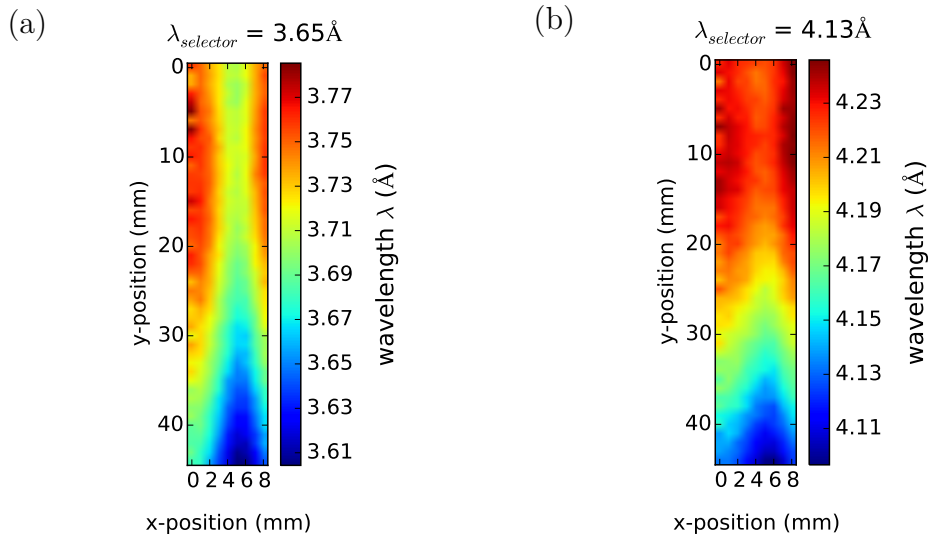 (a)
λselector = 3.65Å
0
10
20
30
40
y-position (mm)
0 2 4 6 8
x-position (mm)
3.77
3.75
3.73
3.71
3.69
3.67
3.65
3.63
3.61
wavelength λ (Å)
(b)
λselector = 4.13Å
0
10
20
30
40
y-position (mm)
0 2 4 6 8
x-position (mm)
4.23
4.21
4.19
4.17
4.15
4.13
4.11
wavelength λ (Å)